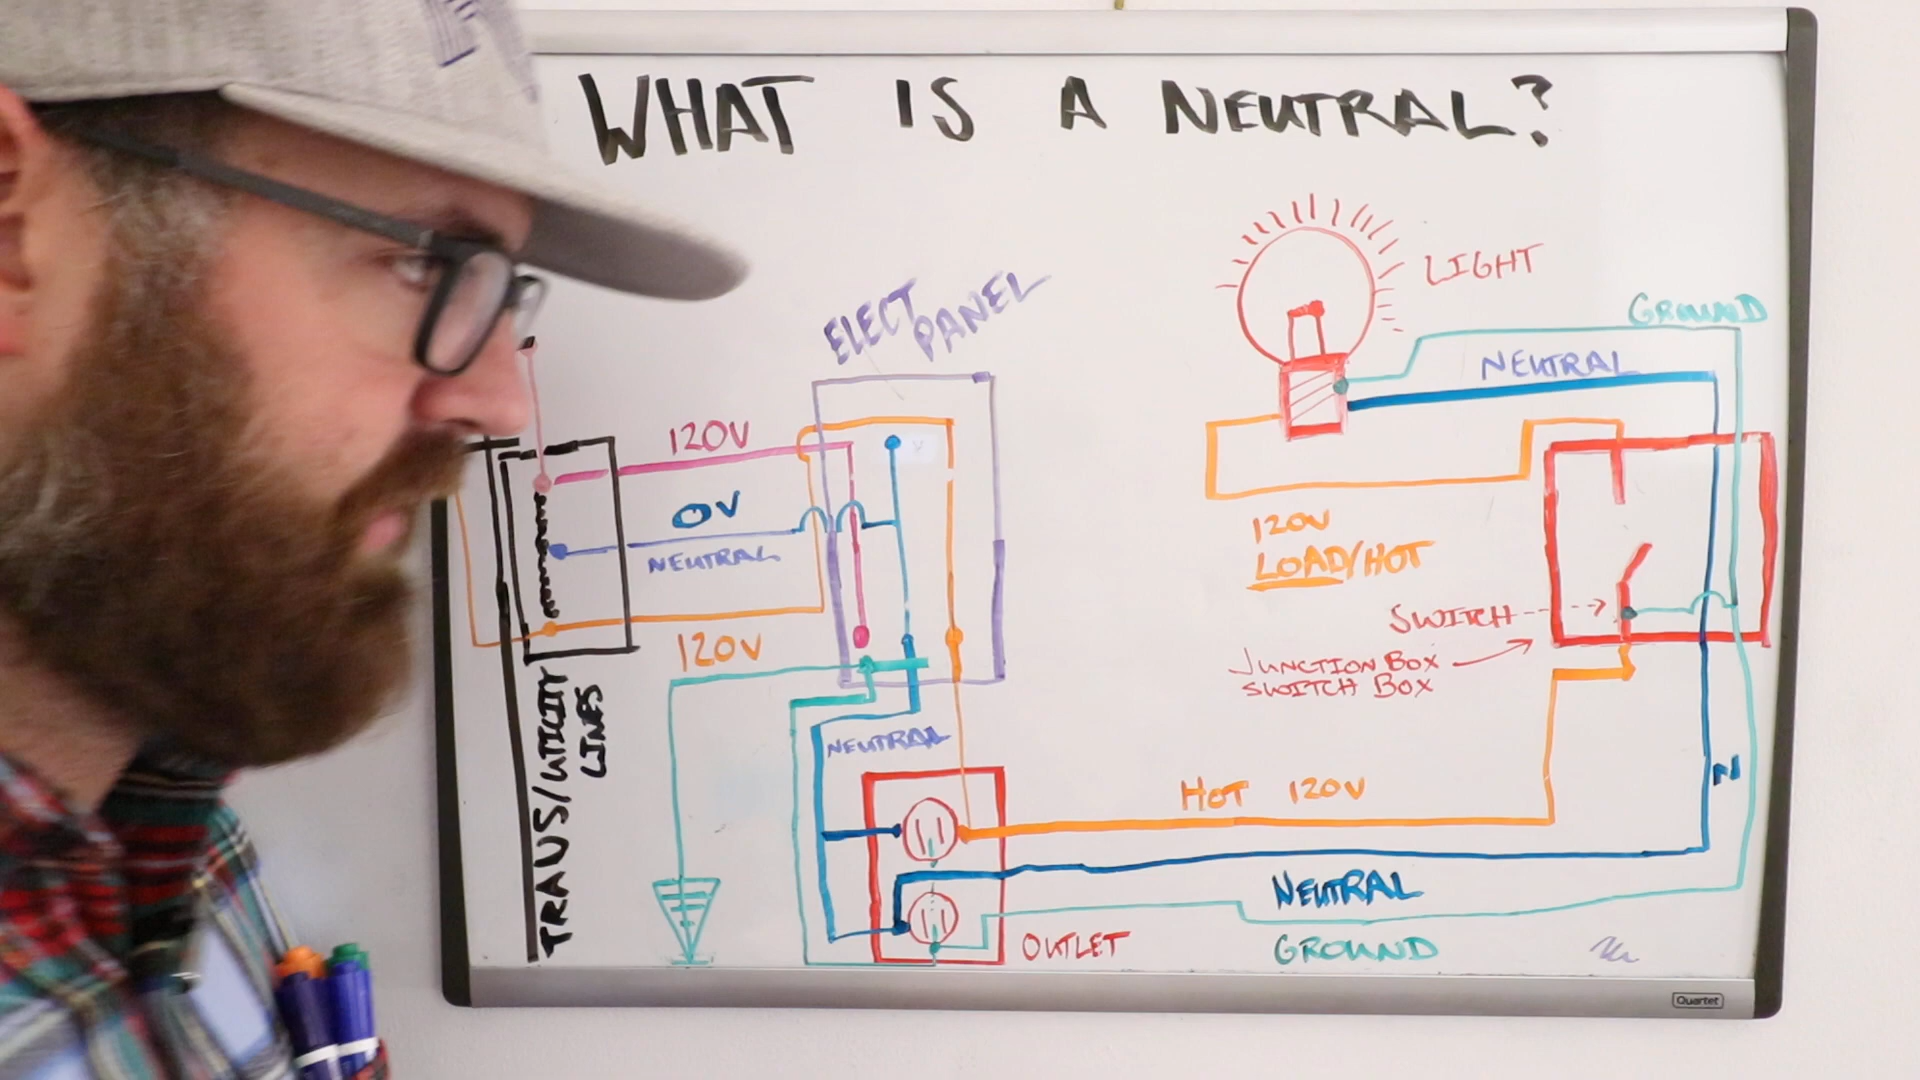 WHAT IS A NEUTRAL?
LIGHT
GROUND
NEUTRAL
ELECT
PANEL
120V
0V
NEUTRAL
120V
120V
LOAD/HOT
SWITCH
JUNCTION BOX
SWITCH BOX
TRANS/UTILITY
LINES
NEUTRAL
HOT 120V
N
NEUTRAL
OUTLET
GROUND
Quartet